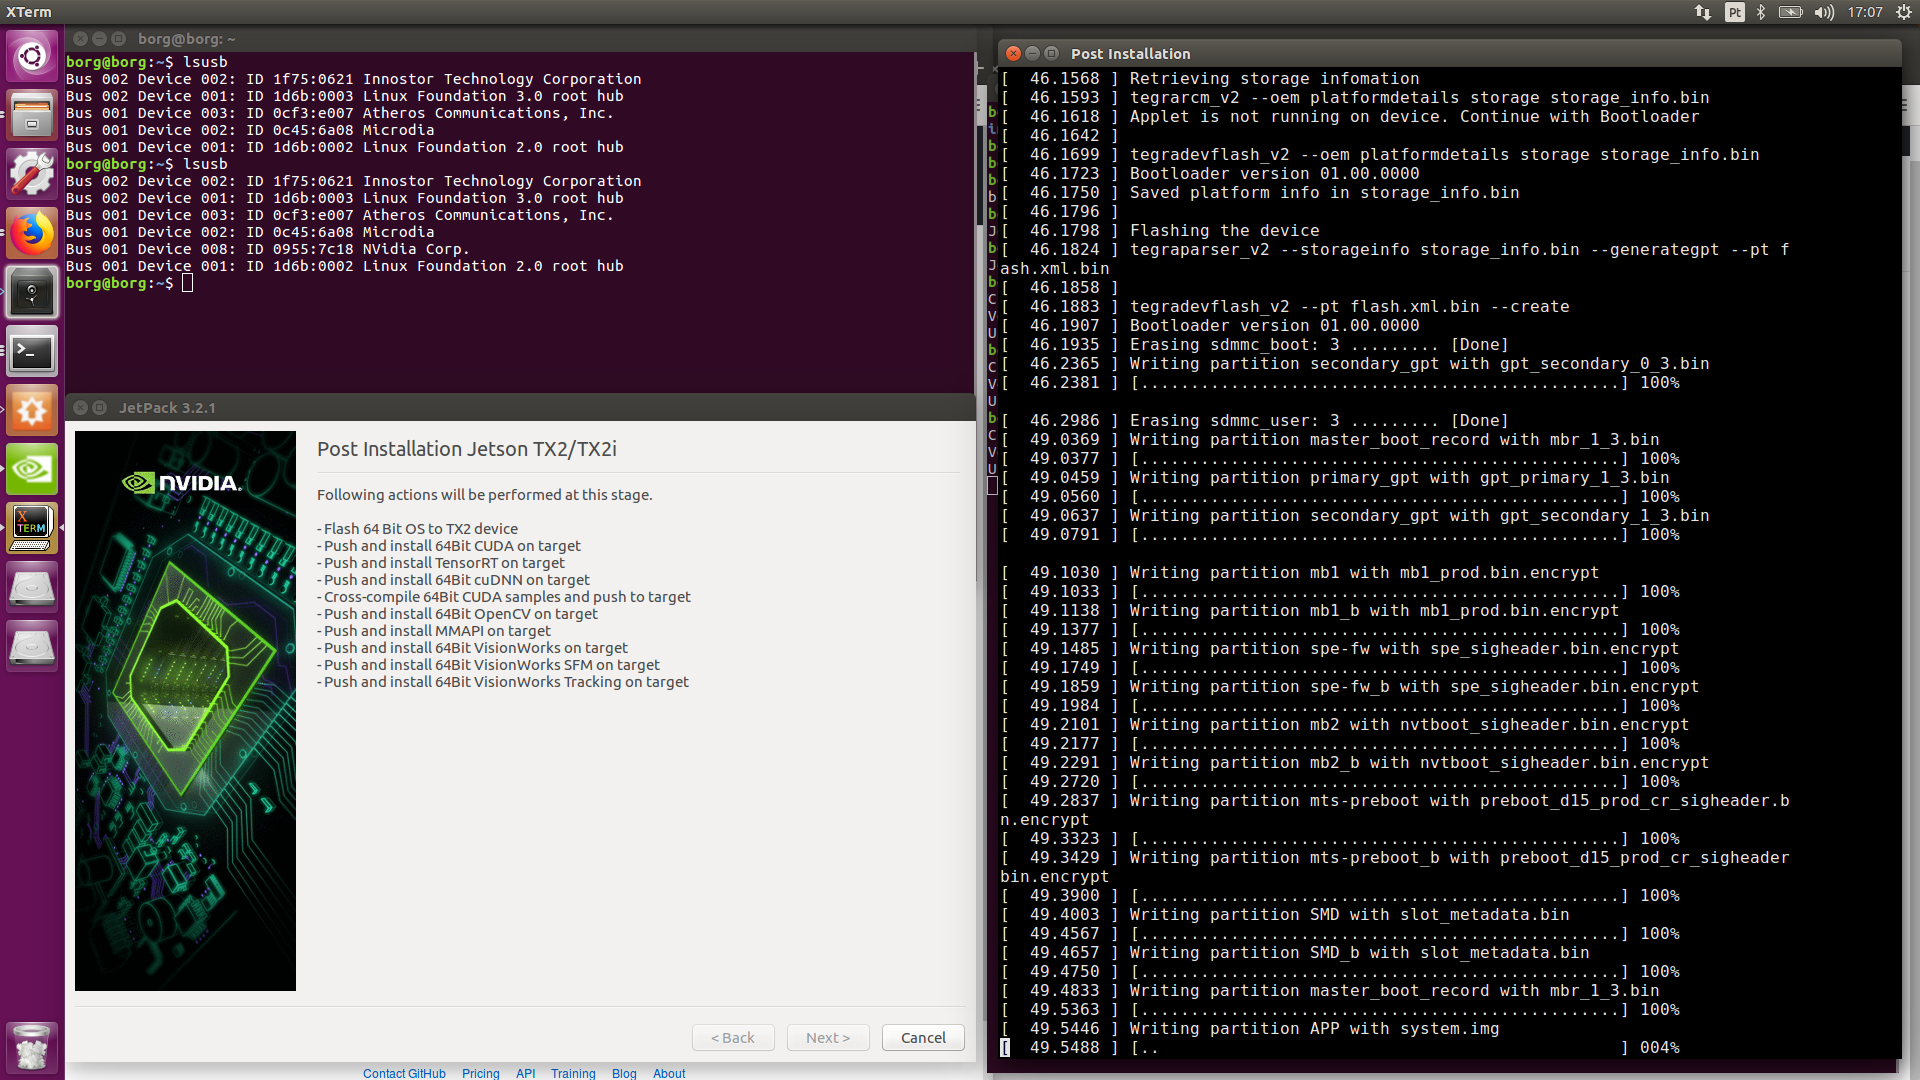 XTerm
Pt
17:07
borg@borg: ~
borg@borg:~$ lsusb
Bus 002 Device 002: ID 1f75:0621 Innostor Technology Corporation
Bus 002 Device 001: ID 1d6b:0003 Linux Foundation 3.0 root hub
Bus 001 Device 003: ID 0cf3:e007 Atheros Communications, Inc.
Bus 001 Device 002: ID 0c45:6a08 Microdia
Bus 001 Device 001: ID 1d6b:0002 Linux Foundation 2.0 root hub
borg@borg:~$ lsusb
Bus 002 Device 002: ID 1f75:0621 Innostor Technology Corporation
Bus 002 Device 001: ID 1d6b:0003 Linux Foundation 3.0 root hub
Bus 001 Device 003: ID 0cf3:e007 Atheros Communications, Inc.
Bus 001 Device 002: ID 0c45:6a08 Microdia
Bus 001 Device 008: ID 0955:7c18 NVidia Corp.
Bus 001 Device 001: ID 1d6b:0002 Linux Foundation 2.0 root hub
borg@borg:~$
X
TERM
JetPack 3.2.1
NVIDIA.
Post Installation Jetson TX2/TX2i
Following actions will be performed at this stage.
- Flash 64 Bit OS to TX2 device
- Push and install 64Bit CUDA on target
- Push and install TensorRT on target
- Push and install 64Bit cuDNN on target
- Cross-compile 64Bit CUDA samples and push to target
- Push and install 64Bit OpenCV on target
- Push and install MMAPI on target
- Push and install 64Bit VisionWorks on target
- Push and install 64Bit VisionWorks SFM on target
- Push and install 64Bit VisionWorks Tracking on target
< Back
Next >
Cancel
Contact GitHub Pricing API Training Blog About
Post Installation
[ 46.1568 ] Retrieving storage infomation
[ 46.1593 ] tegrarcm_v2 --oem platformdetails storage storage_info.bin
[ 46.1618 ] Applet is not running on device. Continue with Bootloader
[ 46.1642 ]
[ 46.1699 ] tegradevflash_v2 --oem platformdetails storage storage_info.bin
[ 46.1723 ] Bootloader version 01.00.0000
[ 46.1750 ] Saved platform info in storage_info.bin
[ 46.1796 ]
[ 46.1798 ] Flashing the device
[ 46.1824 ] tegraparser_v2 --storageinfo storage_info.bin --generategpt --pt f
ash.xml.bin
[ 46.1858 ]
[ 46.1883 ] tegradevflash_v2 --pt flash.xml.bin --create
[ 46.1907 ] Bootloader version 01.00.0000
[ 46.1935 ] Erasing sdmmc_boot: 3 ......... [Done]
[ 46.2365 ] Writing partition secondary_gpt with gpt_secondary_0_3.bin
[ 46.2381 ] [................................................] 100%
[ 46.2986 ] Erasing sdmmc_user: 3 ......... [Done]
[ 49.0369 ] Writing partition master_boot_record with mbr_1_3.bin
[ 49.0377 ] [................................................] 100%
[ 49.0459 ] Writing partition primary_gpt with gpt_primary_1_3.bin
[ 49.0560 ] [................................................] 100%
[ 49.0637 ] Writing partition secondary_gpt with gpt_secondary_1_3.bin
[ 49.0791 ] [................................................] 100%
[ 49.1030 ] Writing partition mb1 with mb1_prod.bin.encrypt
[ 49.1033 ] [................................................] 100%
[ 49.1138 ] Writing partition mb1_b with mb1_prod.bin.encrypt
[ 49.1377 ] [................................................] 100%
[ 49.1485 ] Writing partition spe-fw with spe_sigheader.bin.encrypt
[ 49.1749 ] [................................................] 100%
[ 49.1859 ] Writing partition spe-fw_b with spe_sigheader.bin.encrypt
[ 49.1984 ] [................................................] 100%
[ 49.2101 ] Writing partition mb2 with nvtboot_sigheader.bin.encrypt
[ 49.2177 ] [................................................] 100%
[ 49.2291 ] Writing partition mb2_b with nvtboot_sigheader.bin.encrypt
[ 49.2720 ] [................................................] 100%
[ 49.2837 ] Writing partition mts-preboot with preboot_d15_prod_cr_sigheader.b
n.encrypt
[ 49.3323 ] [................................................] 100%
[ 49.3429 ] Writing partition mts-preboot_b with preboot_d15_prod_cr_sigheader
bin.encrypt
[ 49.3900 ] [................................................] 100%
[ 49.4003 ] Writing partition SMD with slot_metadata.bin
[ 49.4567 ] [................................................] 100%
[ 49.4657 ] Writing partition SMD_b with slot_metadata.bin
[ 49.4750 ] [................................................] 100%
[ 49.4833 ] Writing partition master_boot_record with mbr_1_3.bin
[ 49.5363 ] [................................................] 100%
[ 49.5446 ] Writing partition APP with system.img
[ 49.5488 ] [.. ] 004%